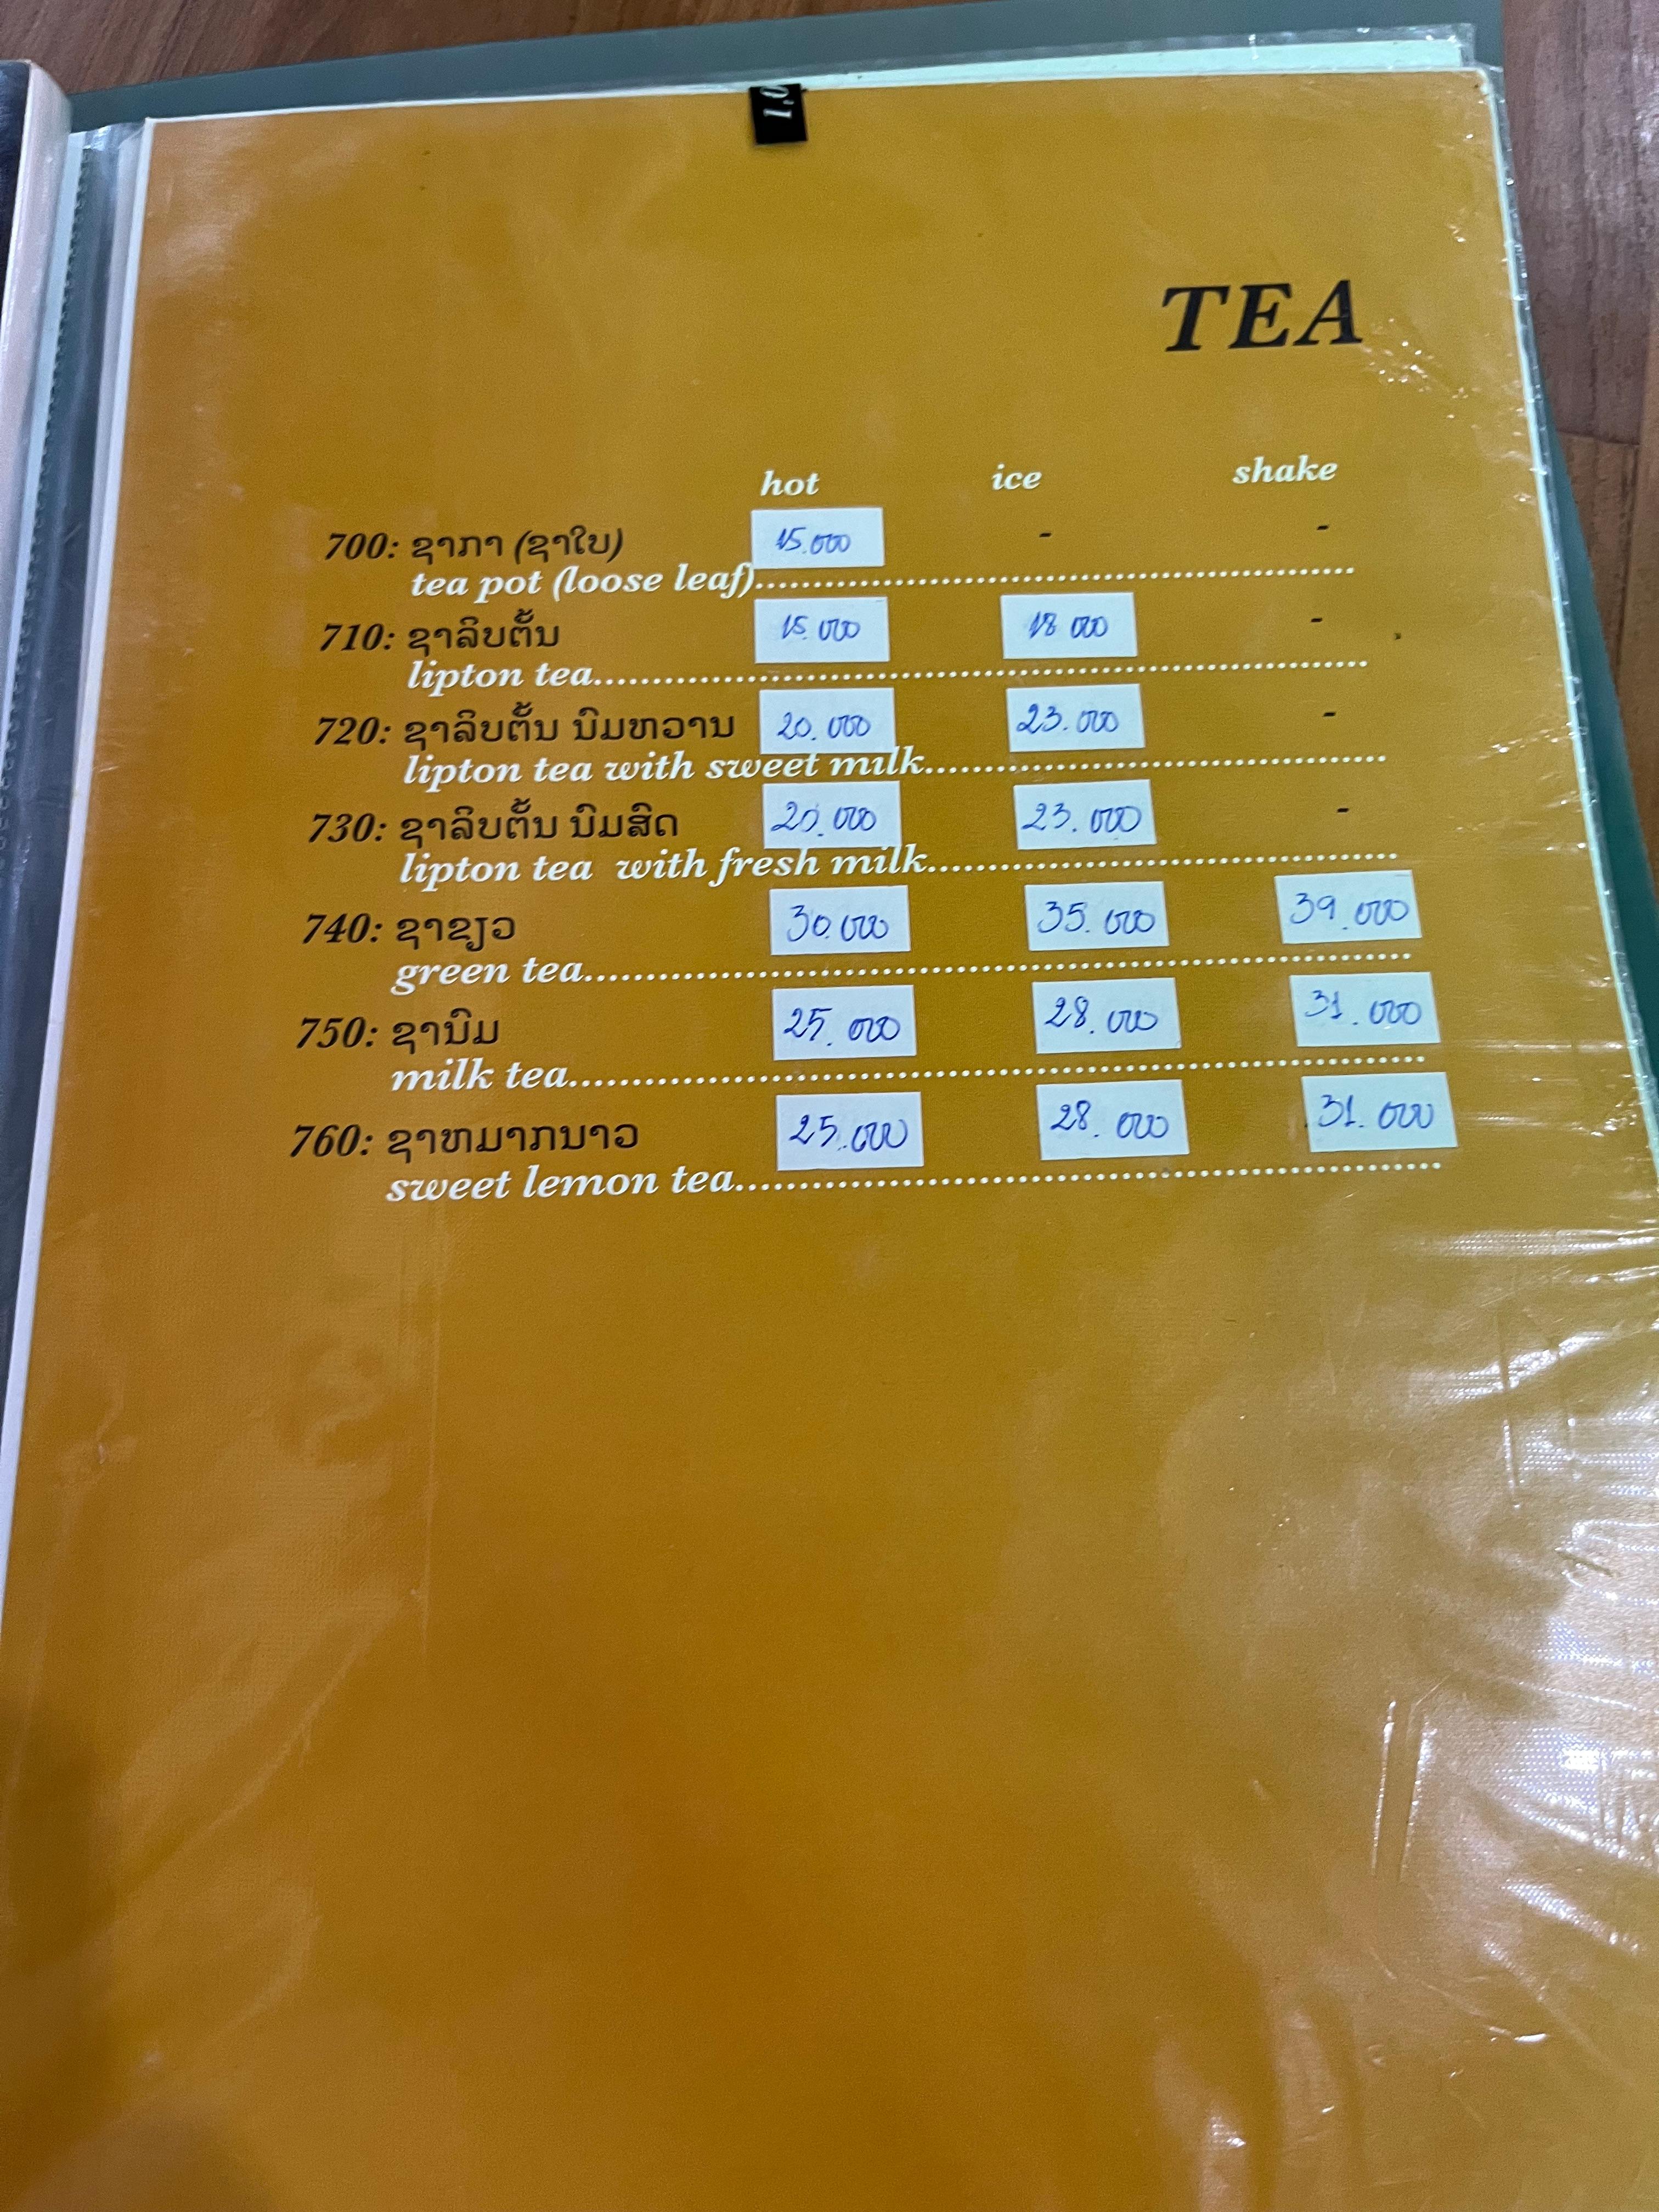 1,0
TEA
hot ice shake
700: ຊາກາ (ຊາໃບ) 15.000 - -
tea pot (loose leaf)......................................................
710: ຊາລິບຕັ້ນ 15.000 18 000 -
lipton tea......................................................
720: ຊາລິບຕັ້ນ ນົມຫວານ 20.000 23.000 -
lipton tea with sweet milk........................................
730: ຊາລິບຕັ້ນ ນົມສົດ 20.000 23.000 -
lipton tea with fresh milk........................................
740: ຊາຂຽວ 30.000 35.000 39.000
green tea......................................................
750: ຊານົມ 25.000 28.000 31.000
milk tea......................................................
760: ຊາຫມາກນາວ 25.000 28.000 31.000
sweet lemon tea......................................................